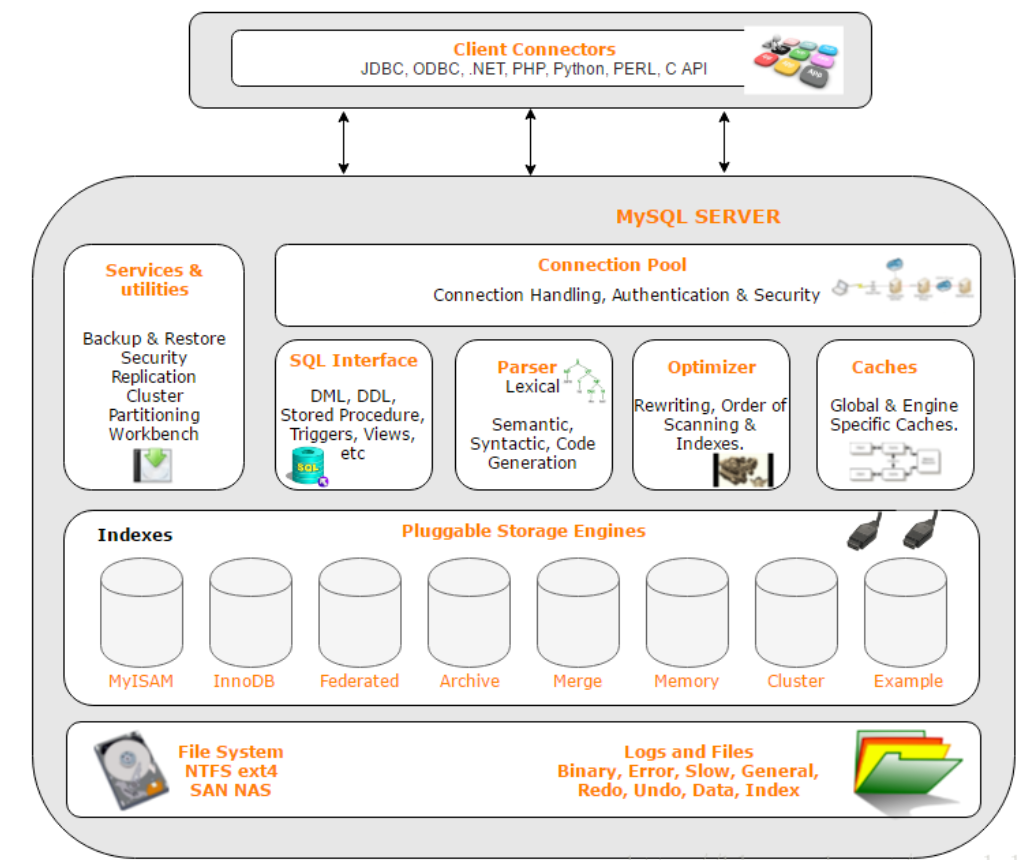 Client Connectors
JDBC, ODBC, .NET, PHP, Python, PERL, C API
App
MySQL SERVER
Services &
utilities
Backup & Restore
Security
Replication
Cluster
Partitioning
Workbench
Connection Pool
Connection Handling, Authentication & Security
SQL Interface
DML, DDL,
Stored Procedure,
Triggers, Views,
etc
SQL
Parser
Lexical
Semantic,
Syntactic, Code
Generation
Optimizer
Rewriting, Order of
Scanning &
Indexes.
Caches
Global & Engine
Specific Caches.
Indexes
Pluggable Storage Engines
MyISAM
InnoDB
Federated
Archive
Merge
Memory
Cluster
Example
File System
NTFS ext4
SAN NAS
Logs and Files
Binary, Error, Slow, General,
Redo, Undo, Data, Index